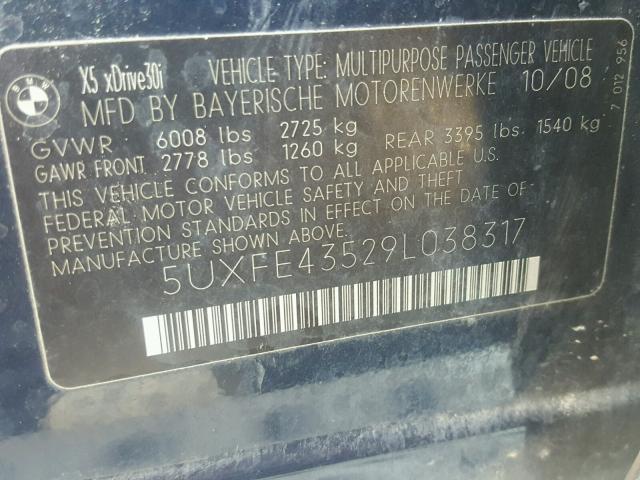 BMW
X5 xDrive30i
VEHICLE TYPE: MULTIPURPOSE PASSENGER VEHICLE
MFD BY BAYERISCHE MOTORENWERKE 10/08
GVWR 6008 lbs 2725 kg
GAWR FRONT 2778 lbs 1260 kg REAR 3395 lbs 1540 kg
THIS VEHICLE CONFORMS TO ALL APPLICABLE U.S.
FEDERAL MOTOR VEHICLE SAFETY AND THEFT
PREVENTION STANDARDS IN EFFECT ON THE DATE OF
MANUFACTURE SHOWN ABOVE.
5UXFE43529L038317
7 012 956